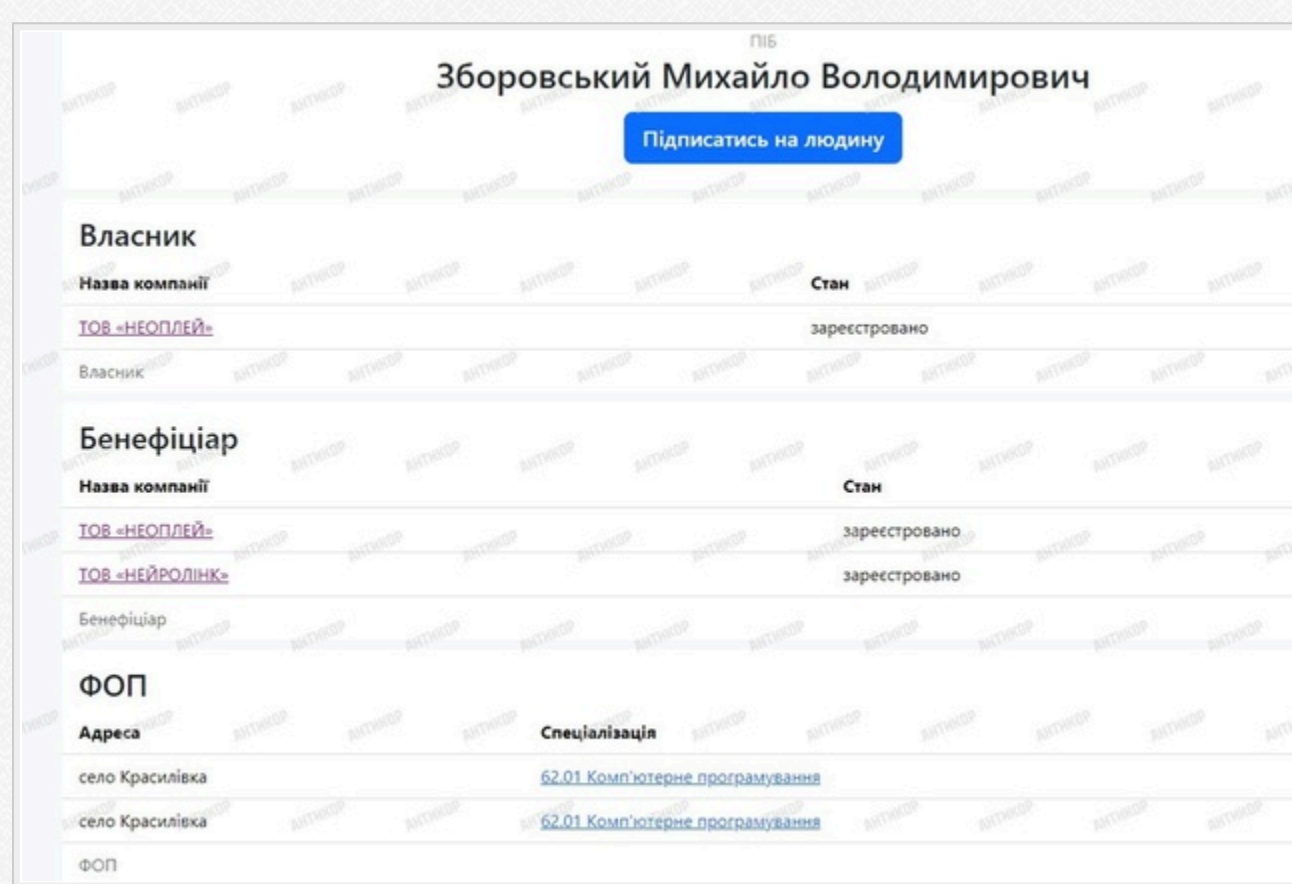 ПІБ
Зборовський Михайло Володимирович
Підписатись на людину
Власник
Назва компанії Стан
ТОВ «НЕОПЛЕЙ» зареєстровано
Власник
Бенефіціар
Назва компанії Стан
ТОВ «НЕОПЛЕЙ» зареєстровано
ТОВ «НЕЙРОЛІНК» зареєстровано
Бенефіціар
ФОП
Адреса Спеціалізація
село Красилівка 62.01 Комп'ютерне програмування
село Красилівка 62.01 Комп'ютерне програмування
ФОП
АНТИКОР